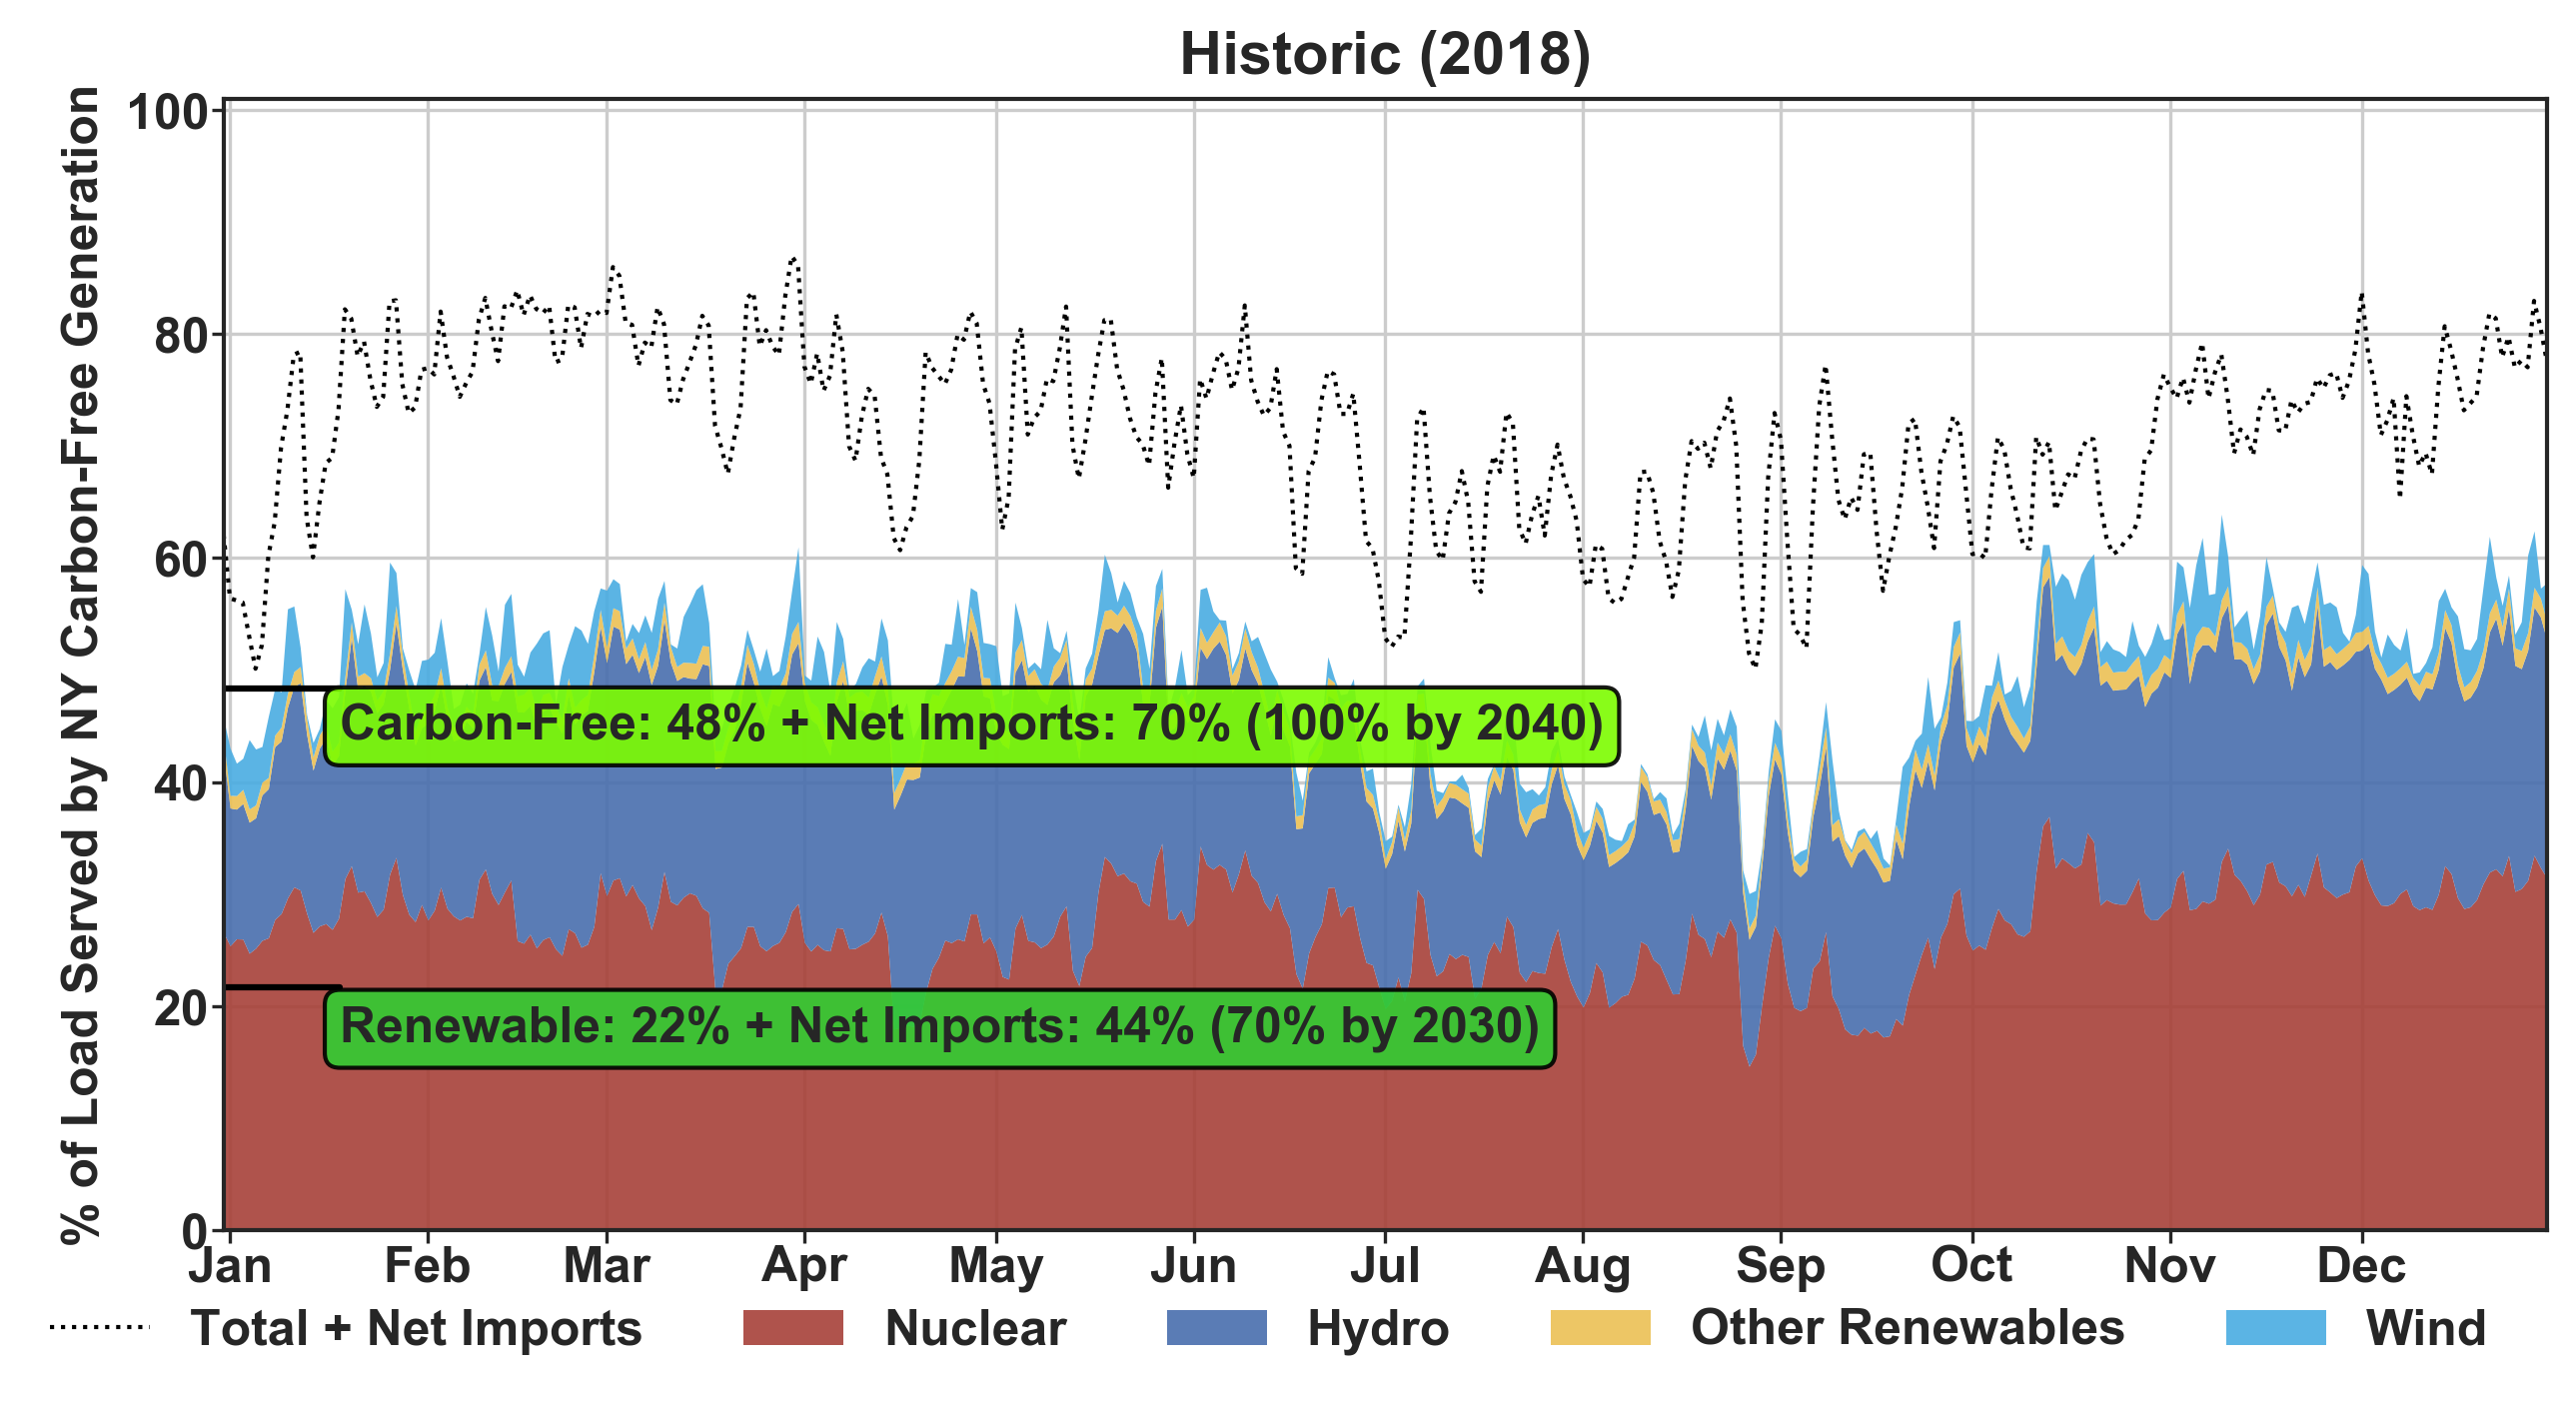 Historic (2018)
% of Load Served by NY Carbon-Free Generation
100
80
60
40
20
0
Carbon-Free: 48% + Net Imports: 70% (100% by 2040)
Renewable: 22% + Net Imports: 44% (70% by 2030)
Jan Feb Mar Apr May Jun Jul Aug Sep Oct Nov Dec
Total + Net Imports Nuclear Hydro Other Renewables Wind